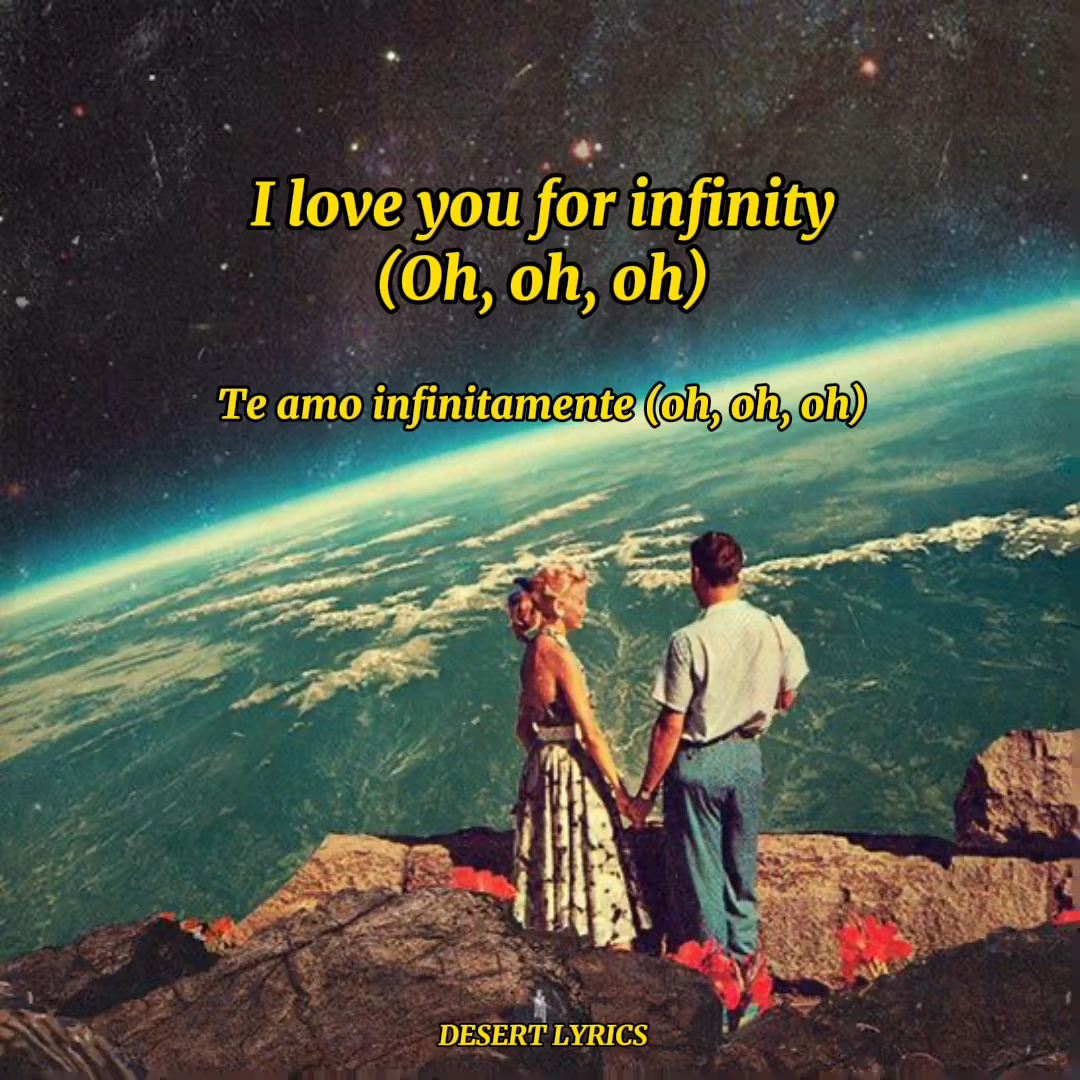 I love you for infinity
(Oh, oh, oh)
Te amo infinitamente (oh, oh, oh)
DESERT LYRICS